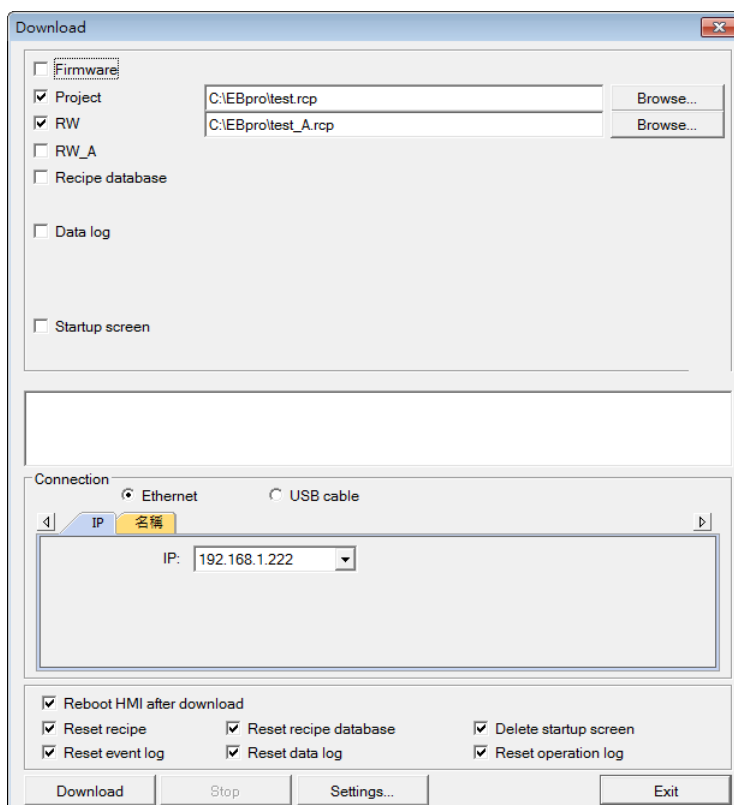 Download
Firmware
Project C:\EBpro\test.rcp Browse...
RW C:\EBpro\test_A.rcp Browse...
RW_A
Recipe database
Data log
Startup screen
Connection
Ethernet USB cable
IP 名稱
IP: 192.168.1.222
Reboot HMI after download
Reset recipe Reset recipe database Delete startup screen
Reset event log Reset data log Reset operation log
Download Stop Settings... Exit